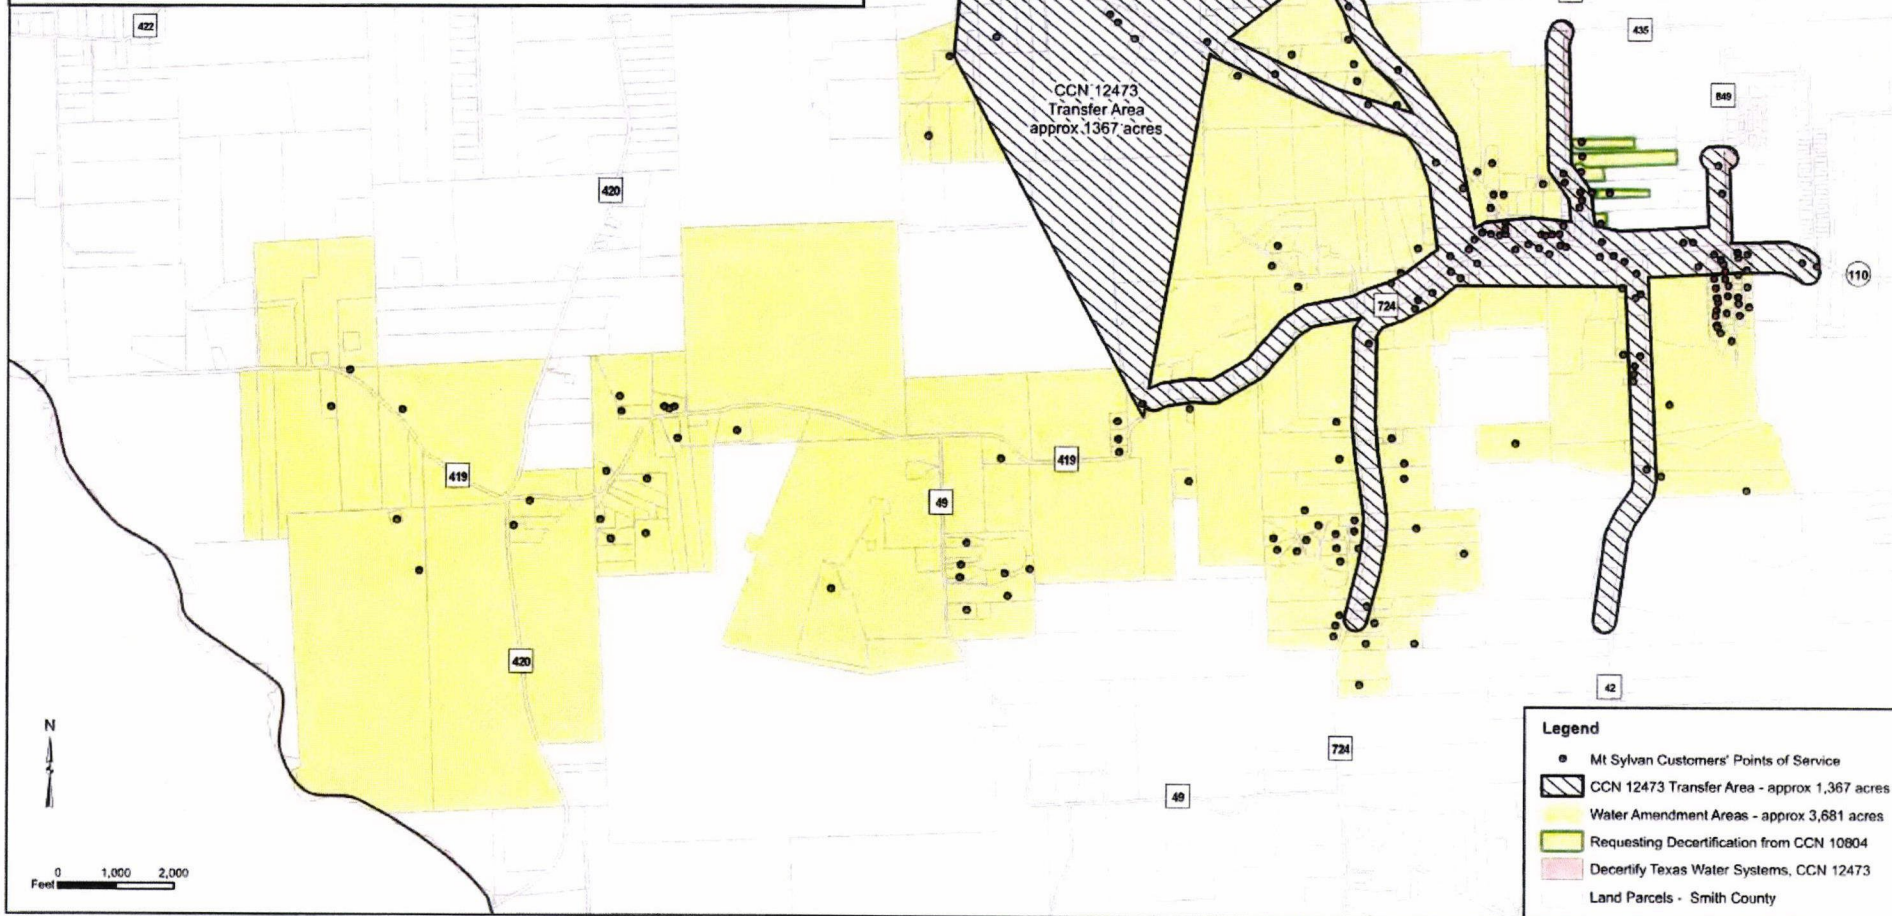 422
435
849
CCN 12473
Transfer Area
approx 1367 acres
420
110
724
419
419
49
420
42
724
49
N
0 1,000 2,000
Feet
Legend
Mt Sylvan Customers' Points of Service
CCN 12473 Transfer Area - approx 1,367 acres
Water Amendment Areas - approx 3,681 acres
Requesting Decertification from CCN 10804
Decertify Texas Water Systems, CCN 12473
Land Parcels - Smith County